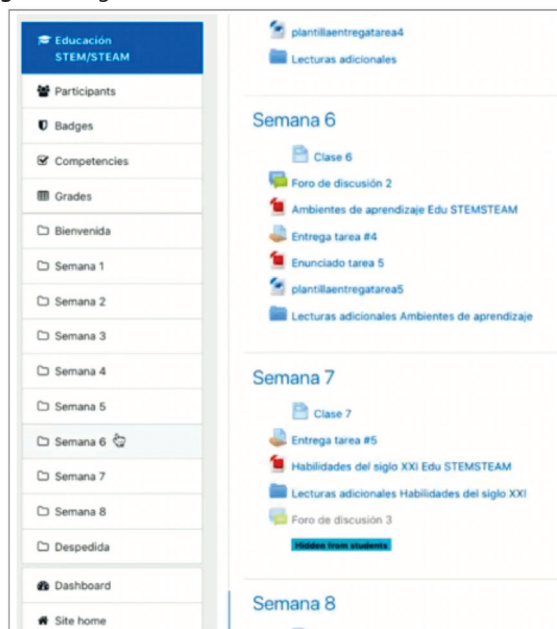 Educación
STEM/STEAM
Participants
Badges
Competencies
Grades
Bienvenida
Semana 1
Semana 2
Semana 3
Semana 4
Semana 5
Semana 6
Semana 7
Semana 8
Despedida
Dashboard
Site home
plantillaentregatarea4
Lecturas adicionales
Semana 6
Clase 6
Foro de discusión 2
Ambientes de aprendizaje Edu STEMSTEAM
Entrega tarea #4
Enunciado tarea 5
plantillaentregatarea5
Lecturas adicionales Ambientes de aprendizaje
Semana 7
Clase 7
Entrega tarea #5
Habilidades del siglo XXI Edu STEMSTEAM
Lecturas adicionales Habilidades del siglo XXI
Foro de discusión 3
Hidden from students
Semana 8